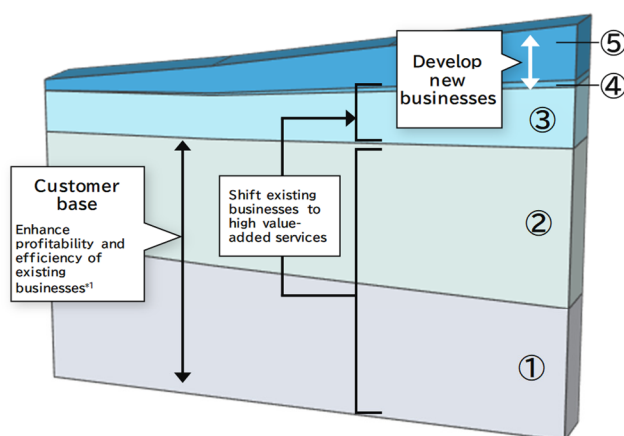 ⑤
Develop
new
businesses
④
③
Customer
base
Enhance
profitability and
efficiency of
existing
businesses*1
Shift existing
businesses to
high value-
added services
②
①